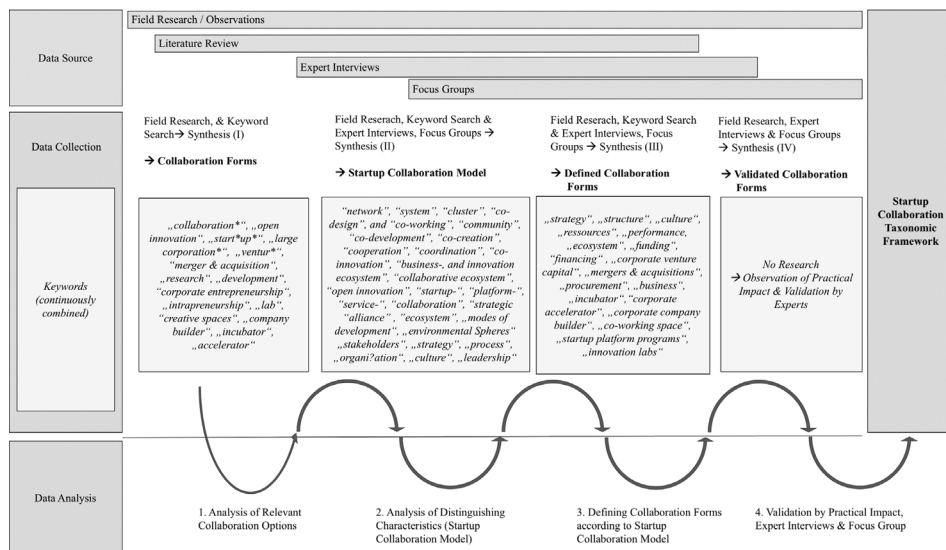 Field Research / Observations
Literature Review
Data Source
Expert Interviews
Focus Groups
Data Collection
Field Research, & Keyword
Search→ Synthesis (I)
→ Collaboration Forms
Field Reserach, Keyword Search &
Expert Interviews, Focus Groups →
Synthesis (II)
→ Startup Collaboration Model
Field Reserach, Keyword Search
& Expert Interviews, Focus
Groups → Synthesis (III)
→ Defined Collaboration
Forms
Field Research, Expert
Interviews & Focus Groups
→ Synthesis (IV)
→ Validated Collaboration
Forms
Keywords
(continuously
combined)
„collaboration*“, „open
innovation“, „start*up*“, „large
corporation*“, „ventur*“,
“merger & acquisition“,
„research“, „development“,
“corporate entrepreneurship“,
„intrapreneurship“, „lab“,
“creative spaces“, „company
builder“, „incubator“,
„accelerator“
“network“, “system“, “cluster“, “co-
design”, and “co-working“, “community“,
“co-development“, “co-creation“,
“cooperation“, “coordination“, “co-
innovation“, “business-, and innovation
ecosystem“, “collaborative ecosystem“,
“open innovation“, “startup-“, “platform-“,
“service-“, “collaboration“, “strategic
“alliance” , “ecosystem“, „modes of
development“, „environmental Spheres”
„stakeholders“, „strategy“, „process“,
„organi?ation“, „culture“, „leadership“
„strategy“, „structure“, „culture“,
„ressources“, „performance,
„ecosystem“, „funding“,
“financing“, „corporate venture
capital“, „mergers & acquisitions“,
„procurement“, „business“,
„incubator“, “corporate
accelerator“, „corporate company
builder“, „co-working space“,
„startup platform programs“,
„innovation labs“
No Research
→ Observation of Practical
Impact & Validation by
Experts
Startup
Collaboration
Taxonomic
Framework
Data Analysis
1. Analysis of Relevant
Collaboration Options
2. Analysis of Distinguishing
Characteristics (Startup
Collaboration Model)
3. Defining Collaboration Forms
according to Startup
Collaboration Model
4. Validation by Practical Impact,
Expert Interviews & Focus Group